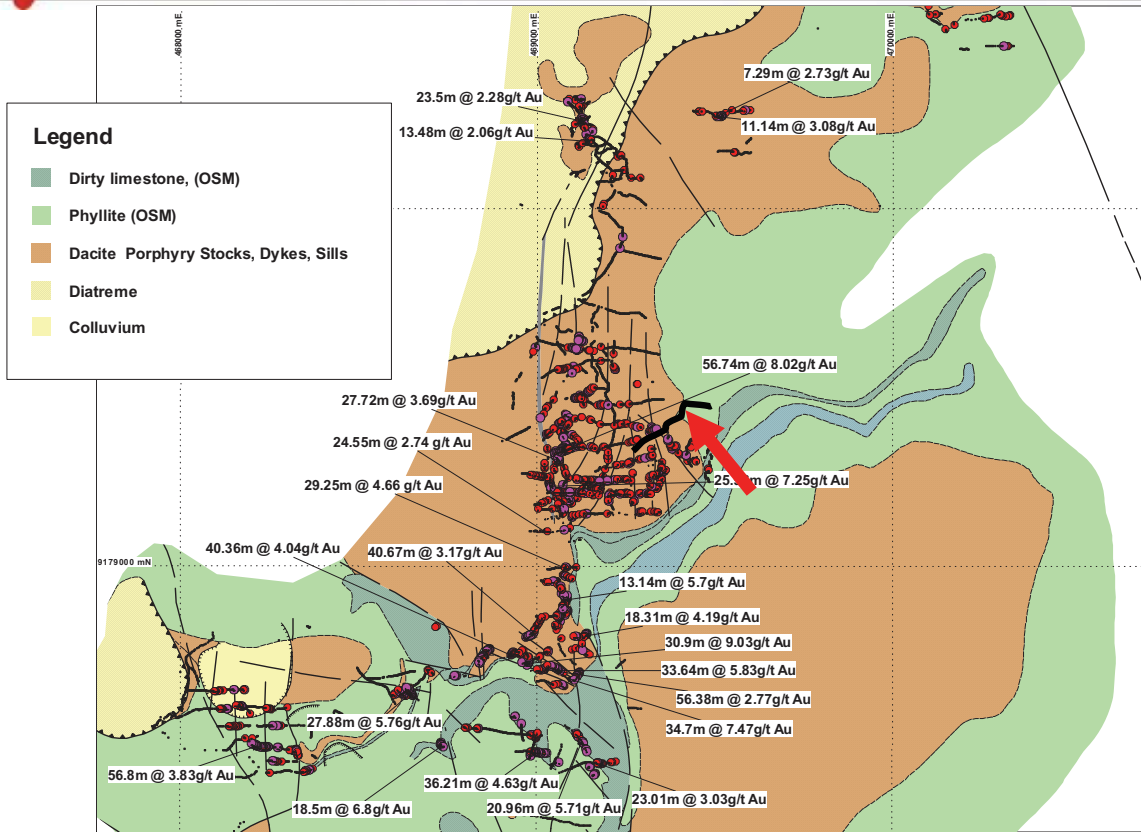 468000 mE
469000 mE
470000 mE
7.29m @ 2.73g/t Au
23.5m @ 2.28g/t Au
11.14m @ 3.08g/t Au
13.48m @ 2.06g/t Au
Legend
Dirty limestone, (OSM)
Phyllite (OSM)
Dacite Porphyry Stocks, Dykes, Sills
Diatreme
Colluvium
56.74m @ 8.02g/t Au
27.72m @ 3.69g/t Au
24.55m @ 2.74 g/t Au
29.25m @ 4.66 g/t Au
@ 7.25g/t Au
40.36m @ 4.04g/t Au
40.67m @ 3.17g/t Au
9179000 mN
13.14m @ 5.7g/t Au
18.31m @ 4.19g/t Au
30.9m @ 9.03g/t Au
33.64m @ 5.83g/t Au
56.38m @ 2.77g/t Au
27.88m @ 5.76g/t Au
34.7m @ 7.47g/t Au
56.8m @ 3.83g/t Au
36.21m @ 4.63g/t Au
18.5m @ 6.8g/t Au
20.96m @ 5.71g/t Au
23.01m @ 3.03g/t Au